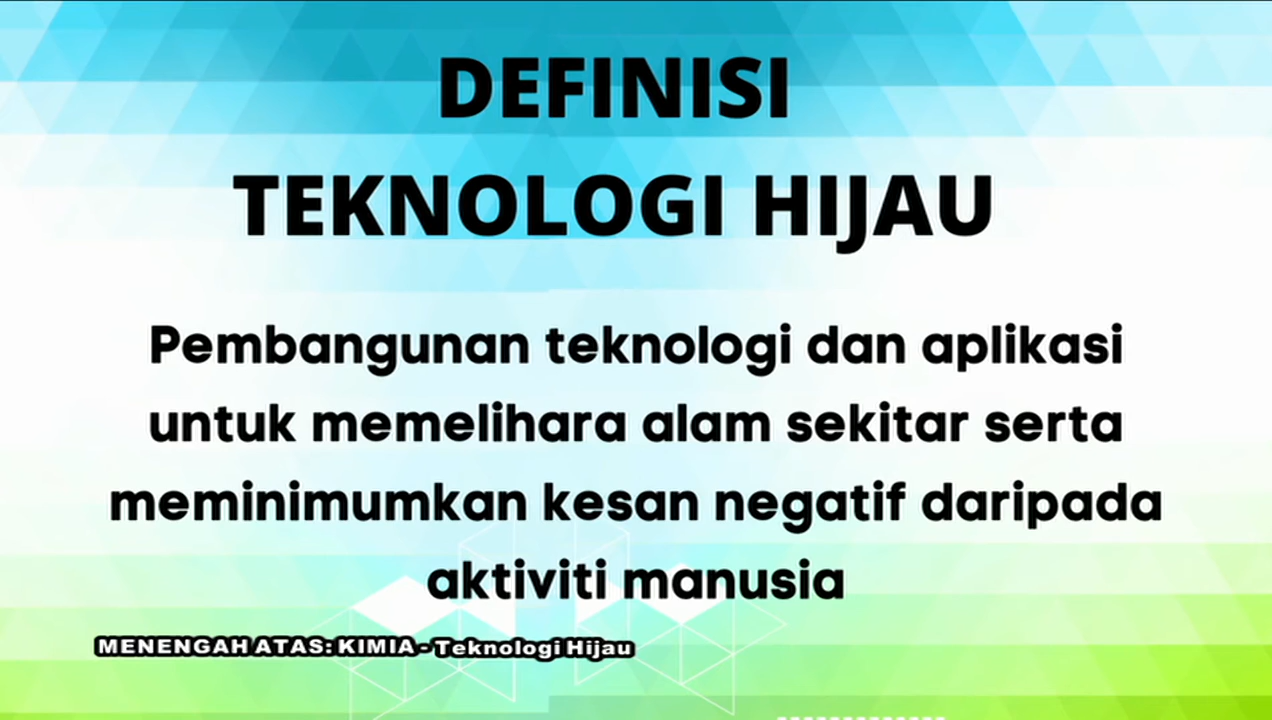 DEFINISI
TEKNOLOGI HIJAU
Pembangunan teknologi dan aplikasi
untuk memelihara alam sekitar serta
meminimumkan kesan negatif daripada
aktiviti manusia
MENENGAH ATAS: KIMIA - Teknologi Hijau